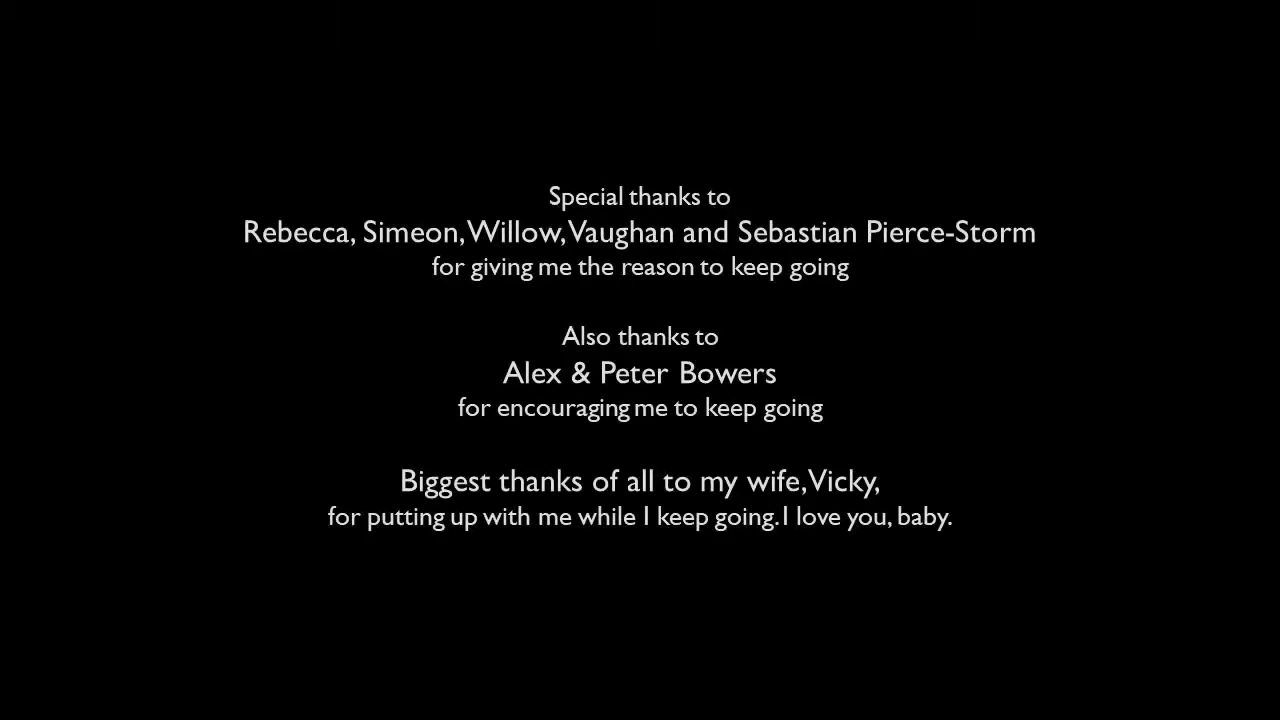 Special thanks to
Rebecca, Simeon, Willow, Vaughan and Sebastian Pierce-Storm
for giving me the reason to keep going
Also thanks to
Alex & Peter Bowers
for encouraging me to keep going
Biggest thanks of all to my wife, Vicky,
for putting up with me while I keep going. I love you, baby.